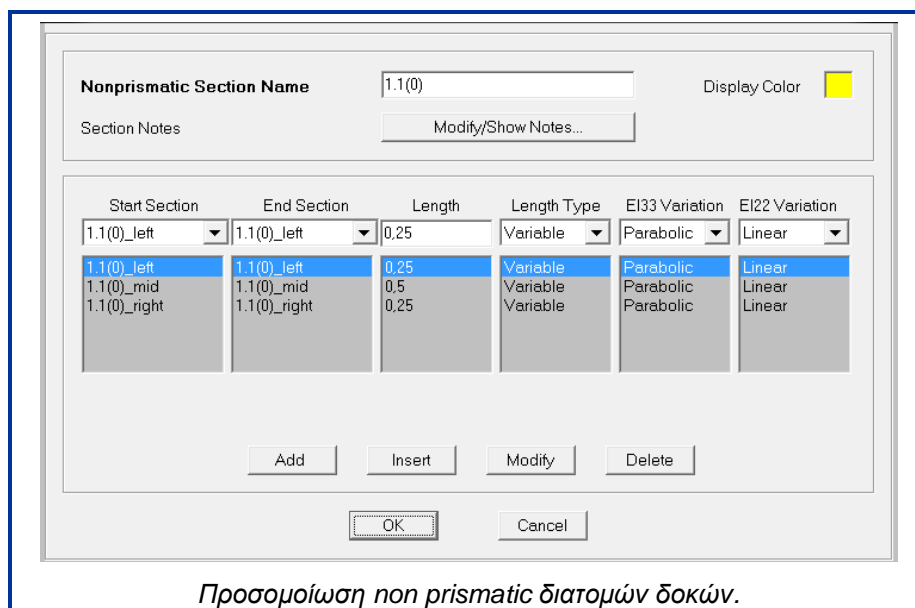 Nonprismatic Section Name 1.1(0) Display Color
Section Notes Modify/Show Notes...
Start Section End Section Length Length Type EI33 Variation EI22 Variation
1.1(0)_left 1.1(0)_left 0,25 Variable Parabolic Linear
1.1(0)_left 1.1(0)_left 0,25 Variable Parabolic Linear
1.1(0)_mid 1.1(0)_mid 0,5 Variable Parabolic Linear
1.1(0)_right 1.1(0)_right 0,25 Variable Parabolic Linear
Add Insert Modify Delete
OK Cancel
Προσομοίωση non prismatic διατομών δοκών.